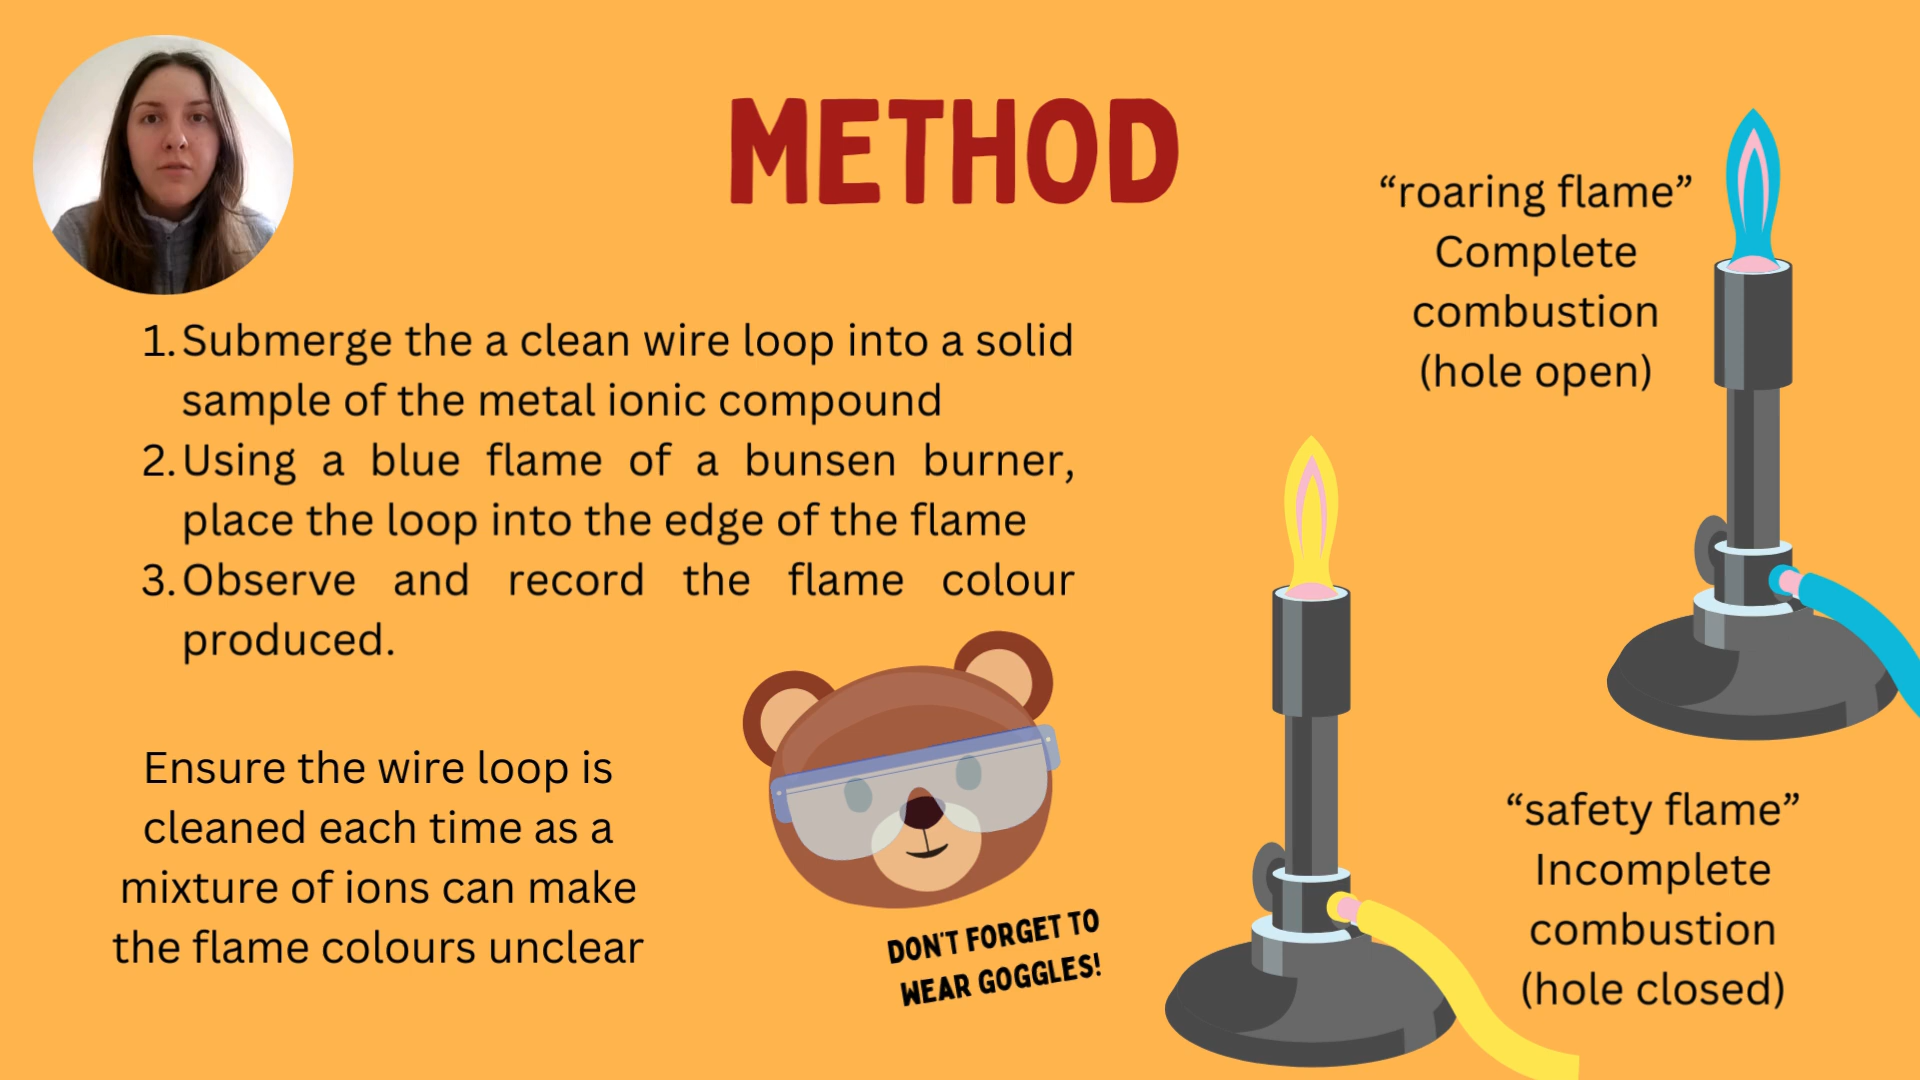 METHOD
"roaring flame"
Complete
combustion
(hole open)
1. Submerge the a clean wire loop into a solid
sample of the metal ionic compound
2. Using a blue flame of a bunsen burner,
place the loop into the edge of the flame
3. Observe and record the flame colour
produced.
Ensure the wire loop is
cleaned each time as a
mixture of ions can make
the flame colours unclear
DON'T FORGET TO
WEAR GOGGLES!
"safety flame"
Incomplete
combustion
(hole closed)